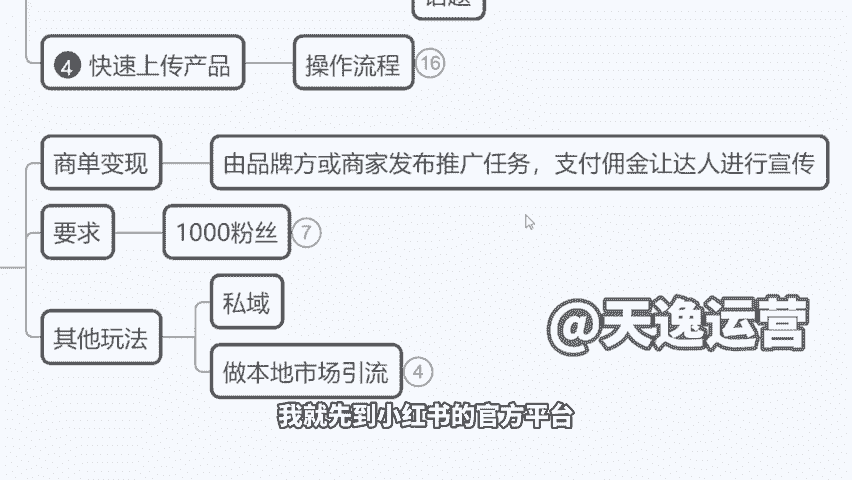 话题
4 快速上传产品 操作流程 16
商单变现 由品牌方或商家发布推广任务，支付佣金让达人进行宣传
要求 1000粉丝 7
私域
其他玩法
做本地市场引流 4
@天逸运营
我就先到小红书的官方平台